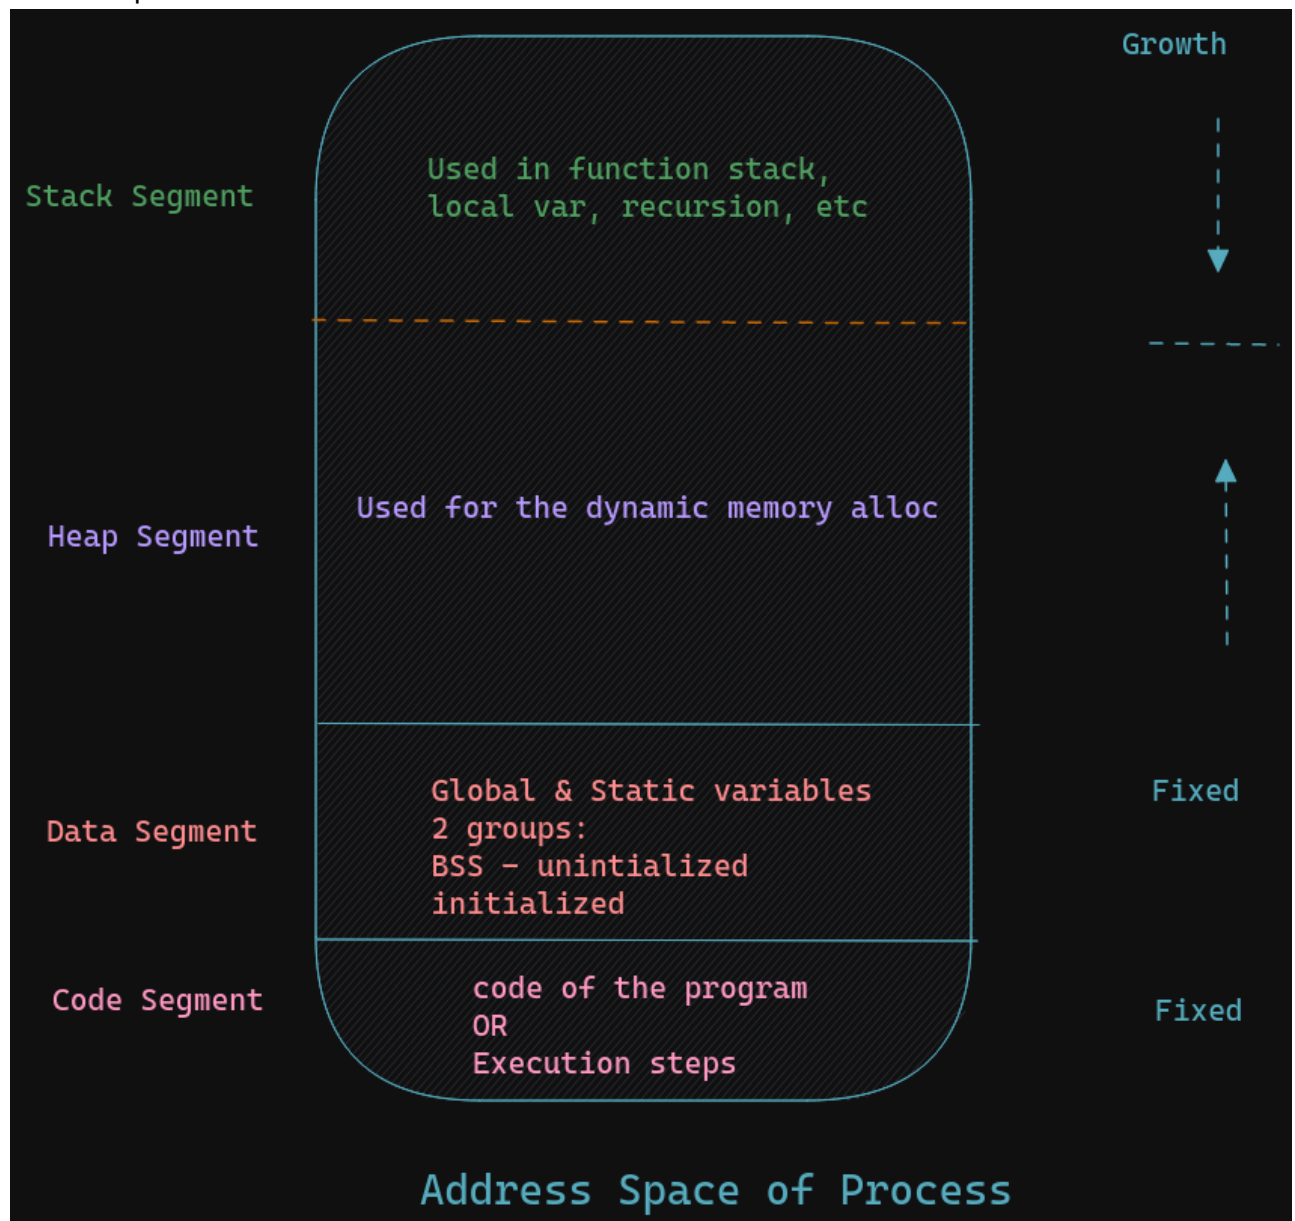 Growth
Stack Segment
Used in function stack,
local var, recursion, etc
Heap Segment
Used for the dynamic memory alloc
Data Segment
Global & Static variables
2 groups:
BSS - unintialized
initialized
Fixed
Code Segment
code of the program
OR
Execution steps
Fixed
Address Space of Process